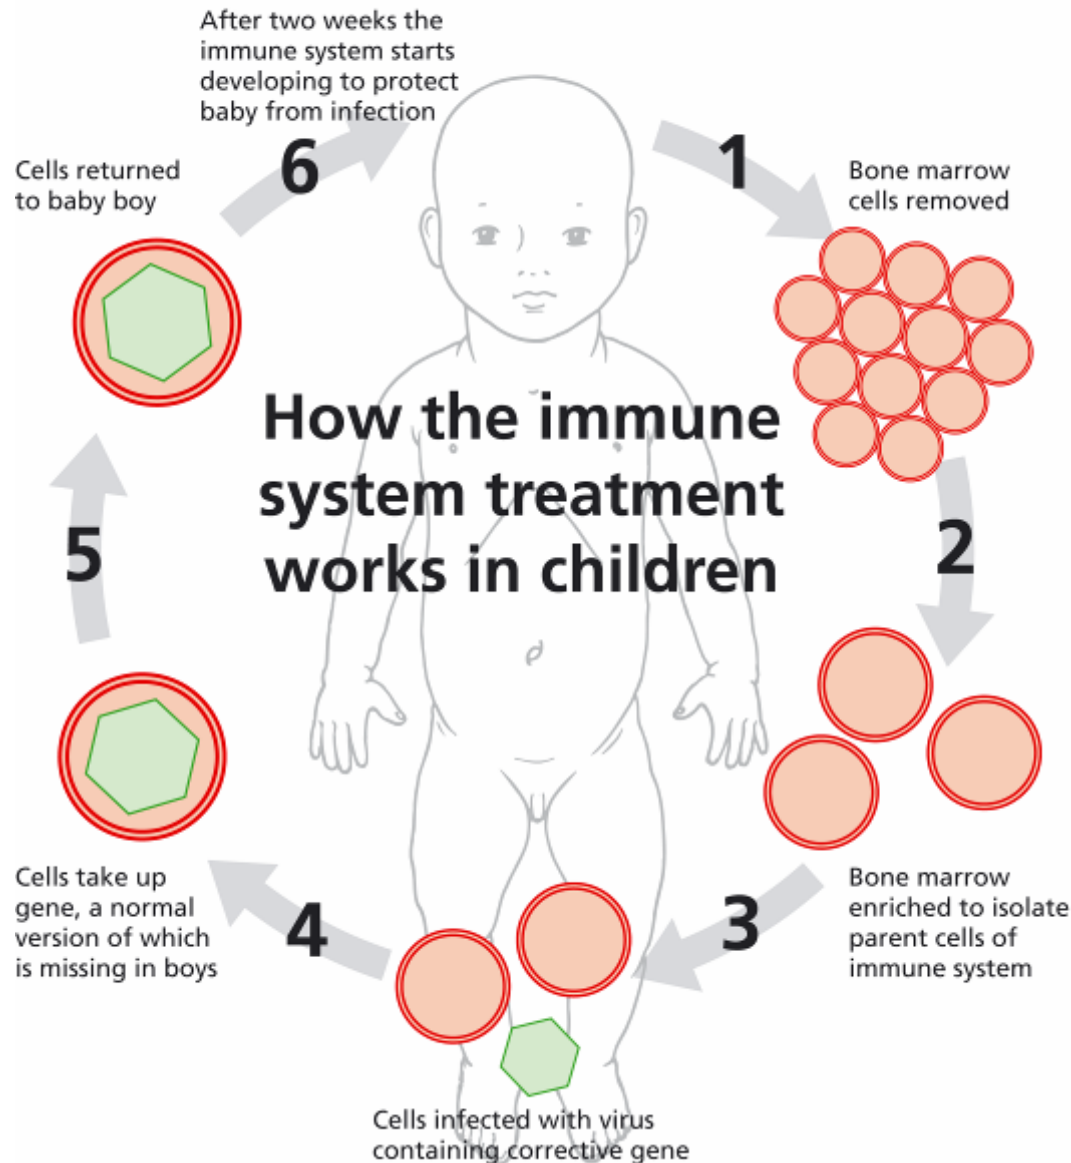 After two weeks the
immune system starts
developing to protect
baby from infection
6
1
Cells returned
to baby boy
Bone marrow
cells removed
How the immune
system treatment
works in children
5
2
Cells take up
gene, a normal
version of which
is missing in boys
4
3
Bone marrow
enriched to isolate
parent cells of
immune system
Cells infected with virus
containing corrective gene